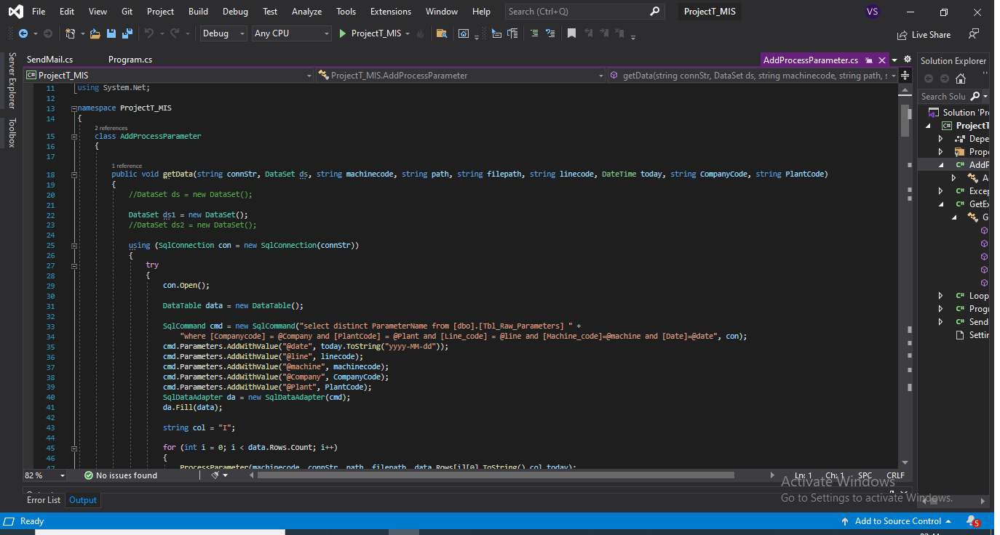 File Edit View Git Project Build Debug Test Analyze Tools Extensions Window Help Search (Ctrl+Q) ProjectT_MIS VS
Debug Any CPU ProjectT_MIS Live Share
SendMail.cs Program.cs AddProcessParameter.cs
Solution Explorer
Server Explorer
Toolbox
C# ProjectT_MIS ProjectT_MIS.AddProcessParameter getData(string connStr, DataSet ds, string machinecode, string path, s
Search Solu
Solution 'Pr
C# ProjectT
Depe
Prope
C# AddP
A
C# Excep
C# GetEx
G
C# Loop
C# Progr
C# Send
Settin
11 using System.Net;
12
13 namespace ProjectT_MIS
14 {
2 references
15 class AddProcessParameter
16 {
17
1 reference
18 public void getData(string connStr, DataSet ds, string machinecode, string path, string filepath, string linecode, DateTime today, string CompanyCode, string PlantCode)
19 {
20 //DataSet ds = new DataSet();
21
22 DataSet ds1 = new DataSet();
23 //DataSet ds2 = new DataSet();
24
25 using (SqlConnection con = new SqlConnection(connStr))
26 {
27 try
28 {
29 con.Open();
30
31 DataTable data = new DataTable();
32
33 SqlCommand cmd = new SqlCommand("select distinct ParameterName from [dbo].[Tbl_Raw_Parameters] " +
34 "where [Companycode] = @Company and [PlantCode] = @Plant and [Line_code] = @line and [Machine_code]=@machine and [Date]=@date", con);
35 cmd.Parameters.AddWithValue("@date", today.ToString("yyyy-MM-dd"));
36 cmd.Parameters.AddWithValue("@line", linecode);
37 cmd.Parameters.AddWithValue("@machine", machinecode);
38 cmd.Parameters.AddWithValue("@Company", CompanyCode);
39 cmd.Parameters.AddWithValue("@Plant", PlantCode);
40 SqlDataAdapter da = new SqlDataAdapter(cmd);
41 da.Fill(data);
42
43 string col = "I";
44
45 for (int i = 0; i < data.Rows.Count; i++)
46 {
47 ProcessParameter(machinecode, connStr, path, filepath, data.Rows[i][0].ToString(),col,today);
82 % No issues found Ln: 1 Ch: 1 SPC CRLF
Activate Windows
Go to Settings to activate Windows.
Error List Output
Ready Add to Source Control 5